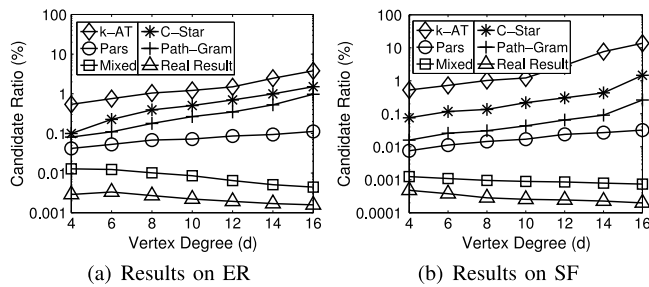 100
10
1
0.1
0.01
0.001
Candidate Ratio (%)
k-AT
Pars
Mixed
C-Star
Path-Gram
Real Result
4 6 8 10 12 14 16
Vertex Degree (d)
(a) Results on ER
100
10
1
0.1
0.01
0.001
0.0001
Candidate Ratio (%)
k-AT
Pars
Mixed
C-Star
Path-Gram
Real Result
4 6 8 10 12 14 16
Vertex Degree (d)
(b) Results on SF